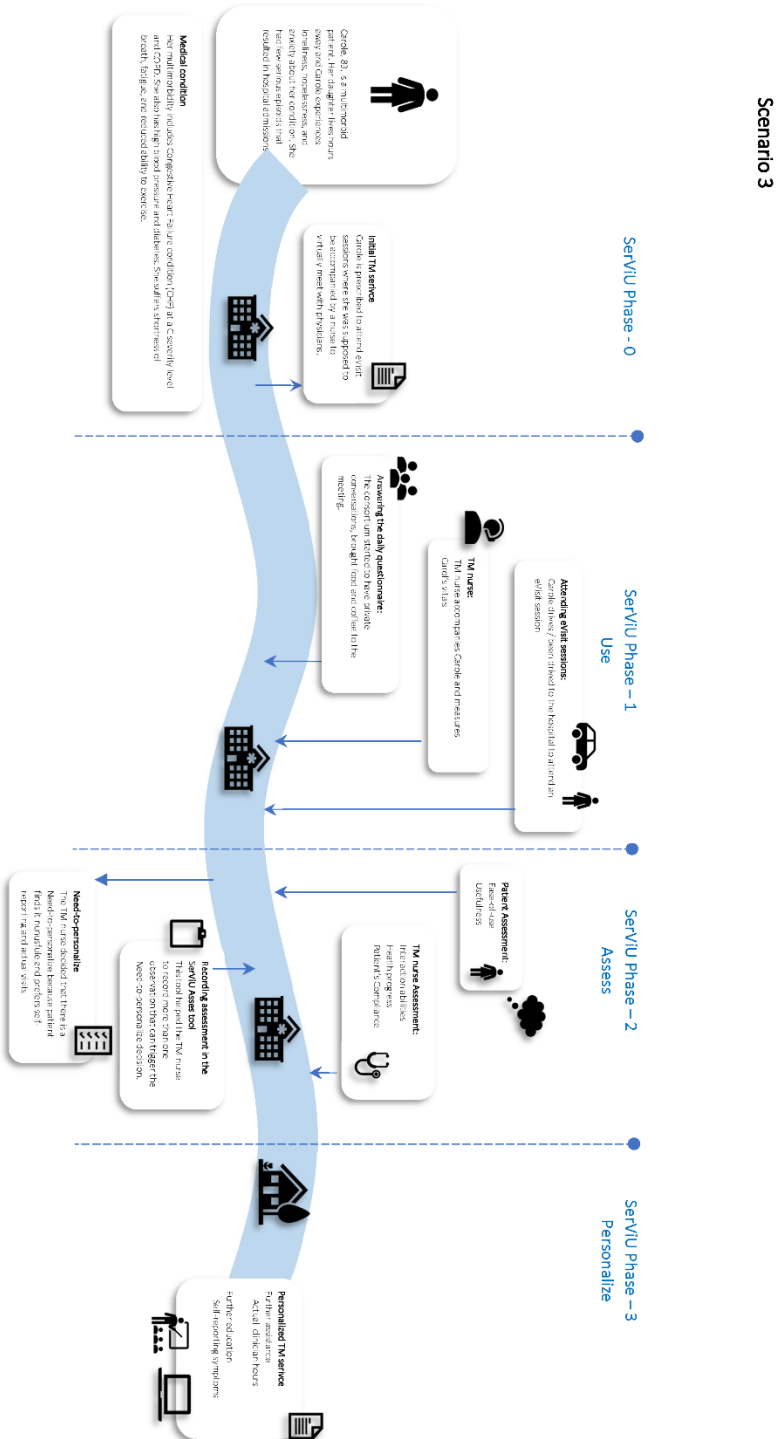 Scenario 3
SerViU Phase - 0
SerViU Phase – 1
Use
SerViU Phase – 2
Assess
SerViU Phase – 3
Personalize
Carole, 83, is a multimorbid
patient. Her daughter lives hours
away and Carole experiences
loneliness, hopelessness, and
anxiety about her condition. She
had few serious episods that
resulted in hospital admissions
Medical condition
Her multimorbidity includes Congestive Heart Failure condition (CHF) at a C severity level
and COPD. She also has high blood pressure and diabetes. She suffers shortness of
breath, fatigue, and reduced ability to exercise.
Initial TM serivce
Carole is prescribed to attend eVisit
sessions where she was supposed to
be accompanied by a nurse to
virtually meet with physicians.
Attending eVisit sessions:
Carole drives / been drived to the hospital to attend an
eVisit session
TM nurse:
TM nurse accompanies Carole and measures
Carol's vitals
Answering the daily questionnaire:
The consortium started to have private
conversations, brought food and coffee to the
meeting.
Patient Assessment:
Ease-of-use
Usefulness
TM nurse Assessment:
Interaction abilities
Health progress
Patient's Compliance
Recording assessment in the
SerViU Asses tool
This tool helped the TM nurse
to record more than one
observation that can trigger the
Need-to-personalize decision.
Need-to-personalize
The TM nurse decided that there is a
Need-to-personalize because patient
finds it nunusfule and prefers self
reporting and actual visits
Personalized TM serivce
Further assistance
Actual clinician hours
Further education
Self-reporting symptoms